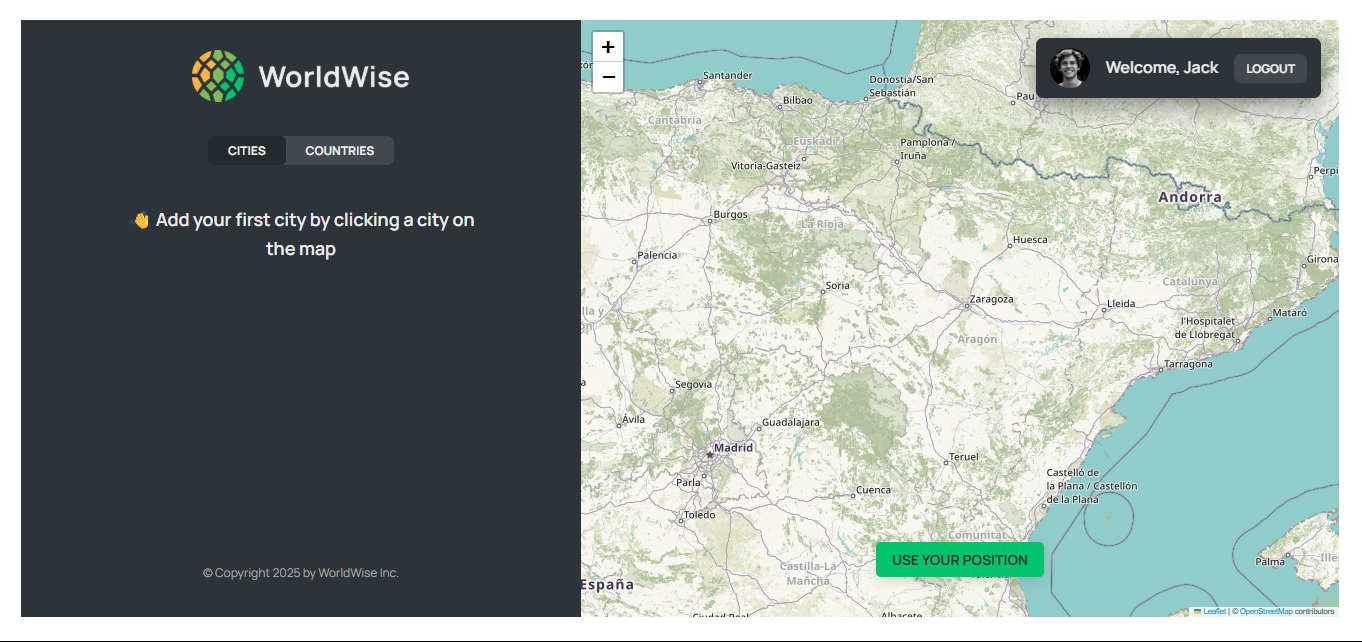 WorldWise
CITIES
COUNTRIES
👋 Add your first city by clicking a city on
the map
© Copyright 2025 by WorldWise Inc.
+
−
Welcome, Jack
LOGOUT
Santander
Donostia/San
Sebastián
Bilbao
Pau
Cantabria
Euskadi
Pamplona /
Iruña
Vitoria-Gasteiz
Perpi
Andorra
Burgos
La Rioja
Huesca
Palencia
Girona
Soria
Catalunya
Zaragoza
Lleida
lla y
ón
Mataró
l'Hospitalet
de Llobregat
Aragón
Tarragona
Segovia
a
Ávila
Guadalajara
Madrid
Teruel
Parla
Castelló de
la Plana / Castellón
de la Plana
Cuenca
Toledo
Comunitat
USE YOUR POSITION
Palma
Illes
Castilla-La
Mancha
España
Ciudad Real
Albacete
Leaflet | © OpenStreetMap contributors